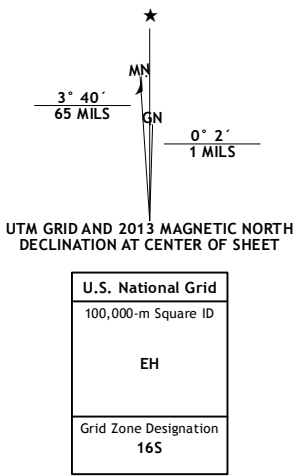 ★
MN
3° 40´
65 MILS
GN
0° 2´
1 MILS
UTM GRID AND 2013 MAGNETIC NORTH
DECLINATION AT CENTER OF SHEET
U.S. National Grid
100,000-m Square ID
EH
Grid Zone Designation
16S